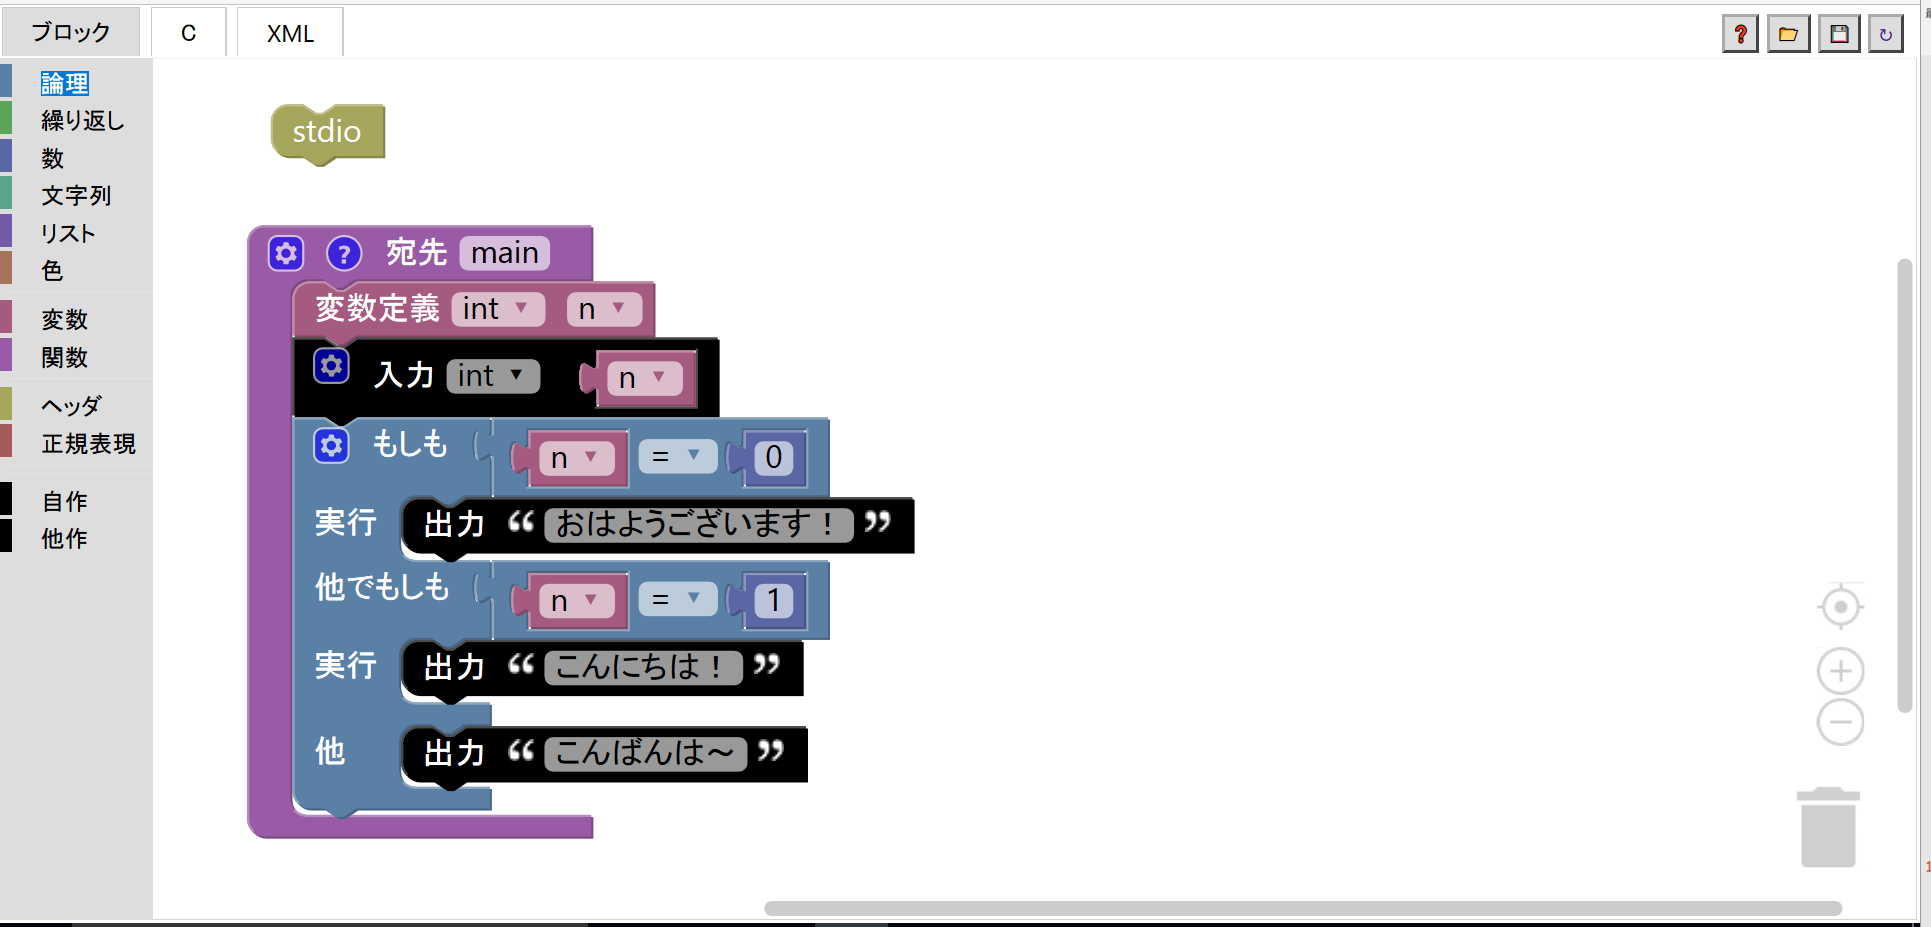 ブロック C XML
論理
繰り返し
数
文字列
リスト
色
変数
関数
ヘッダ
正規表現
自作
他作
stdio
? 宛先 main
変数定義 int n
入力 int n
もしも n = 0
実行 出力 “ おはようございます！ ”
他でもしも n = 1
実行 出力 “ こんにちは！ ”
他 出力 “ こんばんは～ ”